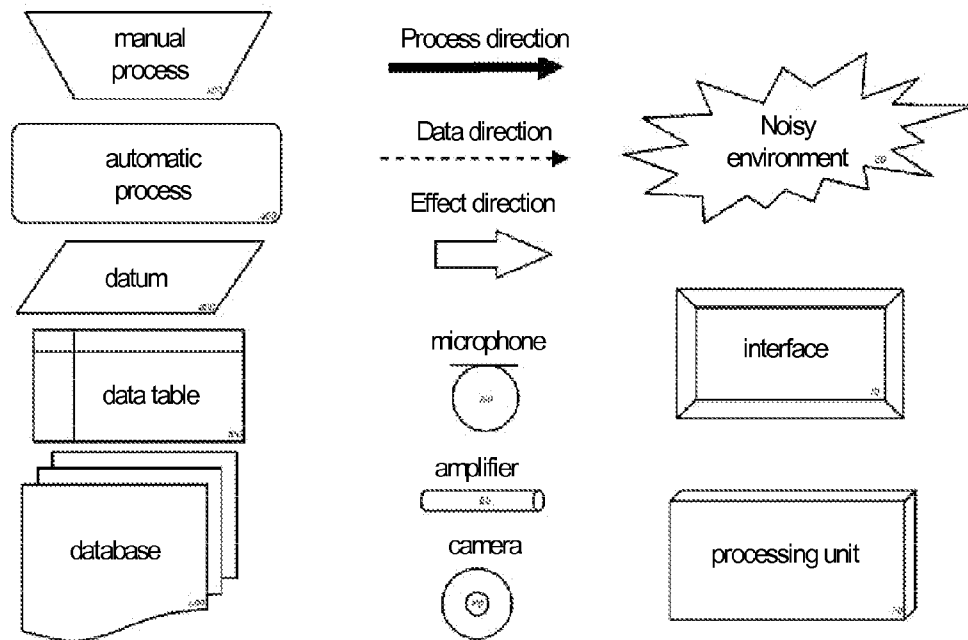 manual
process
automatic
process
datum
data table
database
Process direction
Data direction
Effect direction
microphone
amplifier
camera
Noisy
environment
interface
processing unit